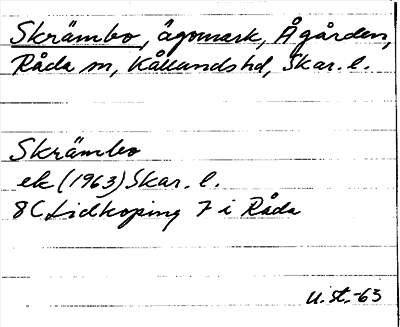 Skrämbo, ägomark, Ågården,
Råda sn, Kållands hd, Skar. l.
Skrämbo
ek (1963) Skar. l.
8C Lidköping 7 i Råda
U.st.-63